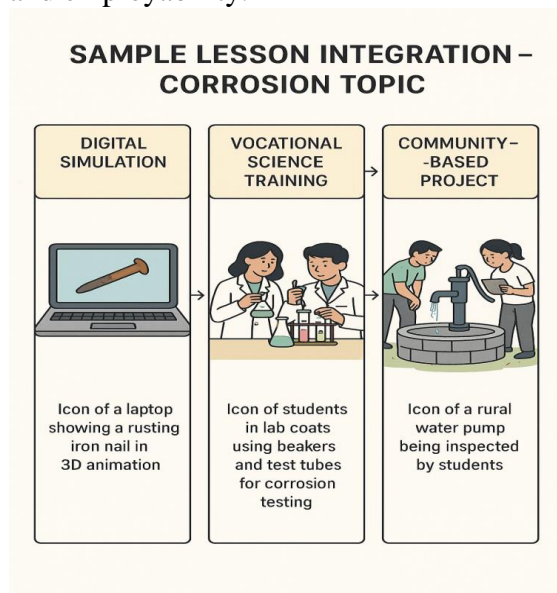 SAMPLE LESSON INTEGRATION –
CORROSION TOPIC
DIGITAL
SIMULATION
VOCATIONAL
SCIENCE
TRAINING
COMMUNITY–
-BASED
PROJECT
Icon of a laptop
showing a rusting
iron nail in
3D animation
Icon of students
in lab coats
using beakers
and test tubes
for corrosion
testing
Icon of a rural
water pump
being inspected
by students